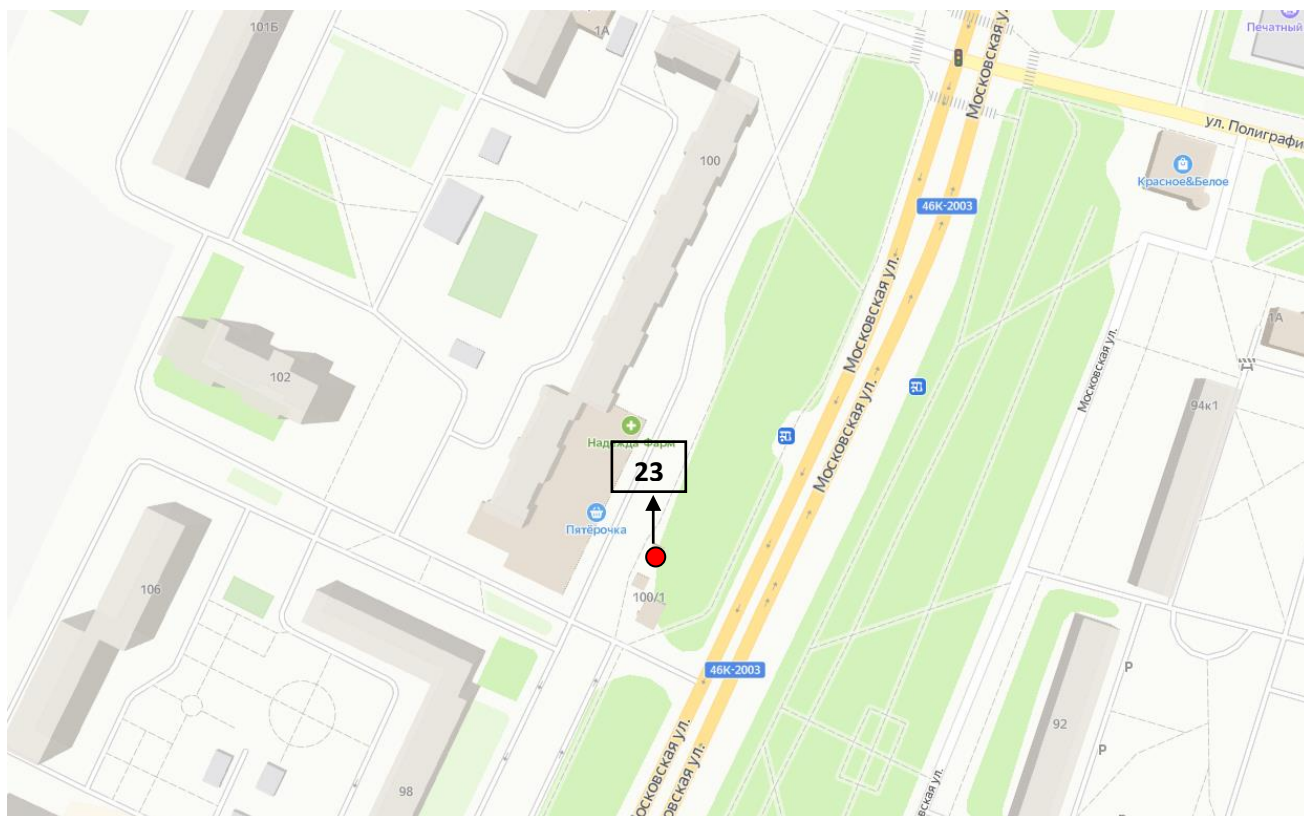 101Б
1А
Московская ул.
Печатный
ул. Полиграфи
100
Красное&Белое
46К-2003
Московская ул.
1А
Московская ул.
102
94к1
Надежда-Фарм
Московская ул.
23
Пятёрочка
106
100/1
46К-2003
Р
92
Р
Московская ул.
98
осковская ул.
овская ул.
вская ул.
Р